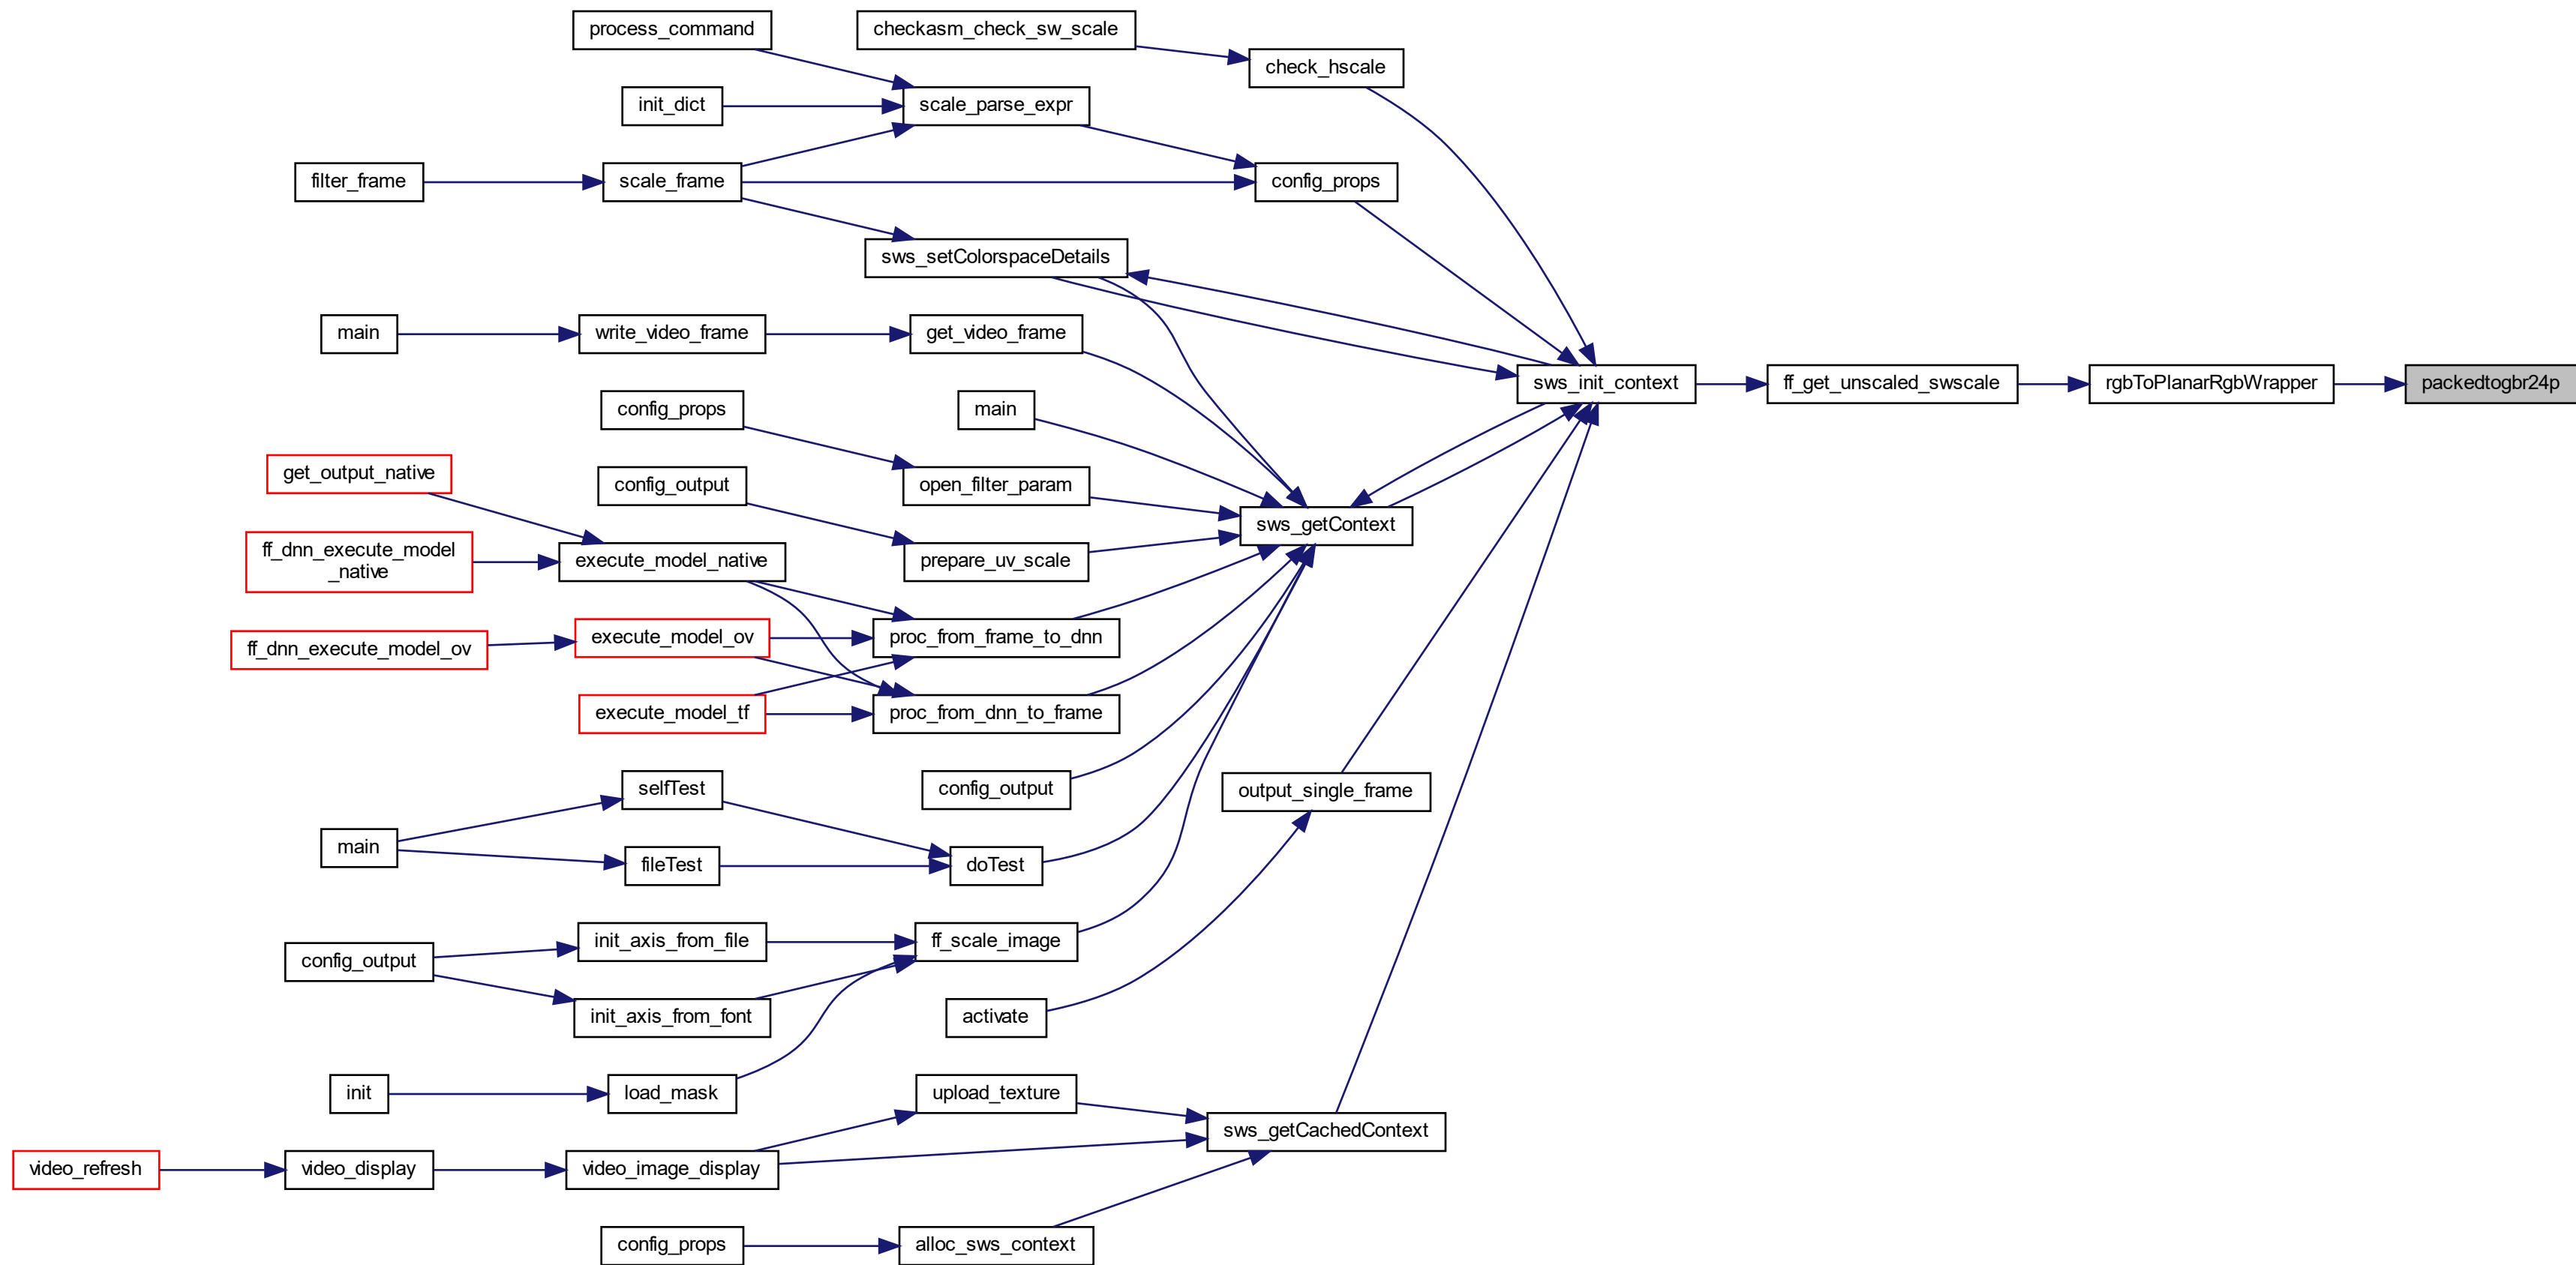 process_command
checkasm_check_sw_scale
check_hscale
init_dict
scale_parse_expr
filter_frame
scale_frame
config_props
sws_setColorspaceDetails
main
write_video_frame
get_video_frame
sws_init_context
ff_get_unscaled_swscale
rgbToPlanarRgbWrapper
packedtogbr24p
config_props
main
get_output_native
config_output
open_filter_param
sws_getContext
ff_dnn_execute_model
_native
execute_model_native
prepare_uv_scale
ff_dnn_execute_model_ov
execute_model_ov
proc_from_frame_to_dnn
execute_model_tf
proc_from_dnn_to_frame
selfTest
config_output
output_single_frame
main
fileTest
doTest
config_output
init_axis_from_file
ff_scale_image
init_axis_from_font
activate
init
load_mask
upload_texture
sws_getCachedContext
video_refresh
video_display
video_image_display
config_props
alloc_sws_context